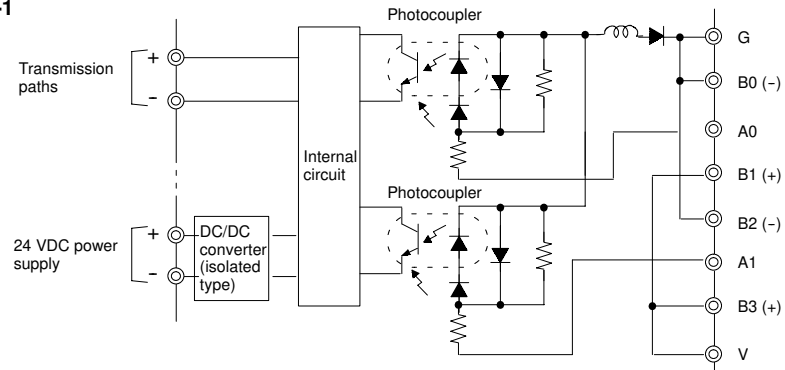 -1
Photocoupler
Transmission
paths
+
-
Internal
circuit
Photocoupler
24 VDC power
supply
+
-
DC/DC
converter
(isolated
type)
G
B0 (-)
A0
B1 (+)
B2 (-)
A1
B3 (+)
V